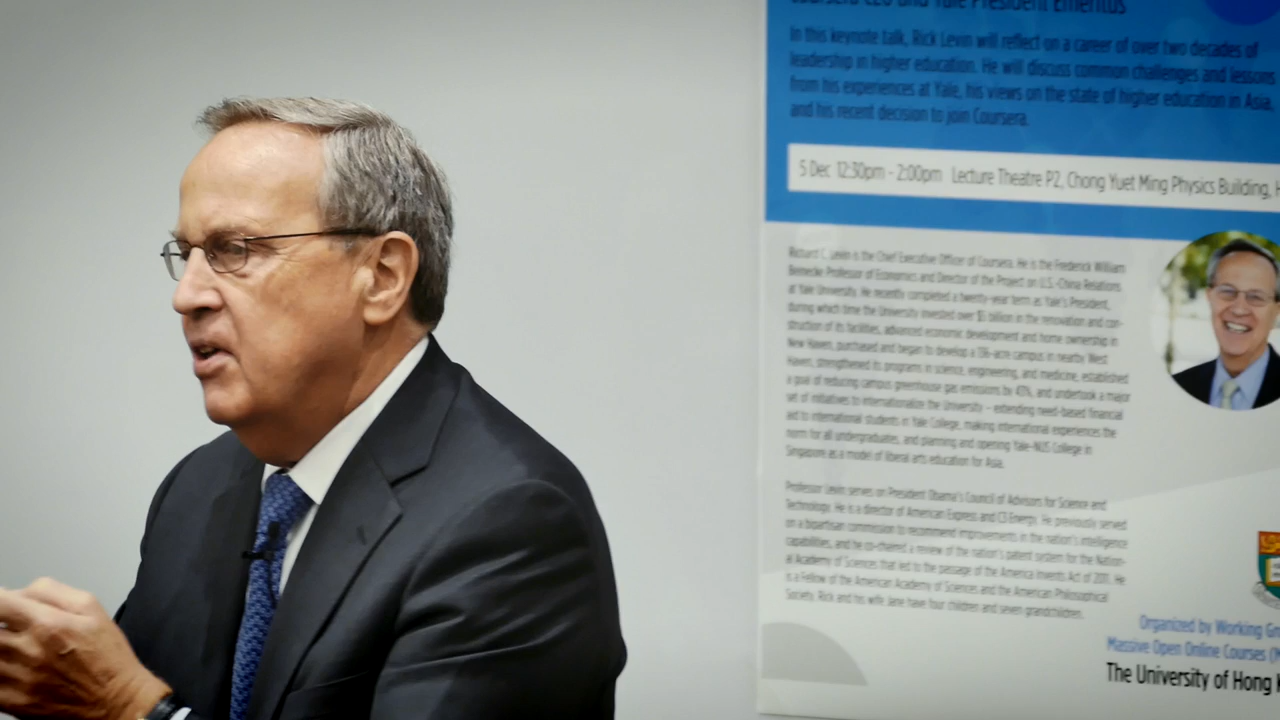 Coursera CEO and Yale President Emeritus
In this keynote talk, Rick Levin will reflect on a career of over two decades of
leadership in higher education. He will discuss common challenges and lessons
from his experiences at Yale, his views on the state of higher education in Asia,
and his recent decision to join Coursera.
5 Dec 12:30pm - 2:00pm Lecture Theatre P2, Chong Yuet Ming Physics Building, H
Richard C. Levin is the Chief Executive Officer of Coursera. He is the Frederick William
Beinecke Professor of Economics and Director of the Project on U.S.-China Relations
at Yale University. He recently completed a twenty-year term as Yale's President,
during which time the University invested over $5 billion in the renovation and con-
struction of its facilities, advanced economic development and home ownership in
New Haven, purchased and began to develop a 136-acre campus in nearby West
Haven, strengthened its programs in science, engineering, and medicine, established
a goal of reducing campus greenhouse gas emissions by 43%, and undertook a major
set of initiatives to internationalize the University – extending need-based financial
aid to international students in Yale College, making international experiences the
norm for all undergraduates, and planning and opening Yale-NUS College in
Singapore as a model of liberal arts education for Asia.
Professor Levin serves on President Obama's Council of Advisors for Science and
Technology. He is a director of American Express and C3 Energy. He previously served
on a bipartisan commission to recommend improvements in the nation's intelligence
capabilities, and he co-chaired a review of the nation's patent system for the Nation-
al Academy of Sciences that led to the passage of the America Invents Act of 2011. He
is a Fellow of the American Academy of Sciences and the American Philosophical
Society. Rick and his wife Jane have four children and seven grandchildren.
Organized by Working Gr
Massive Open Online Courses (M
The University of Hong K